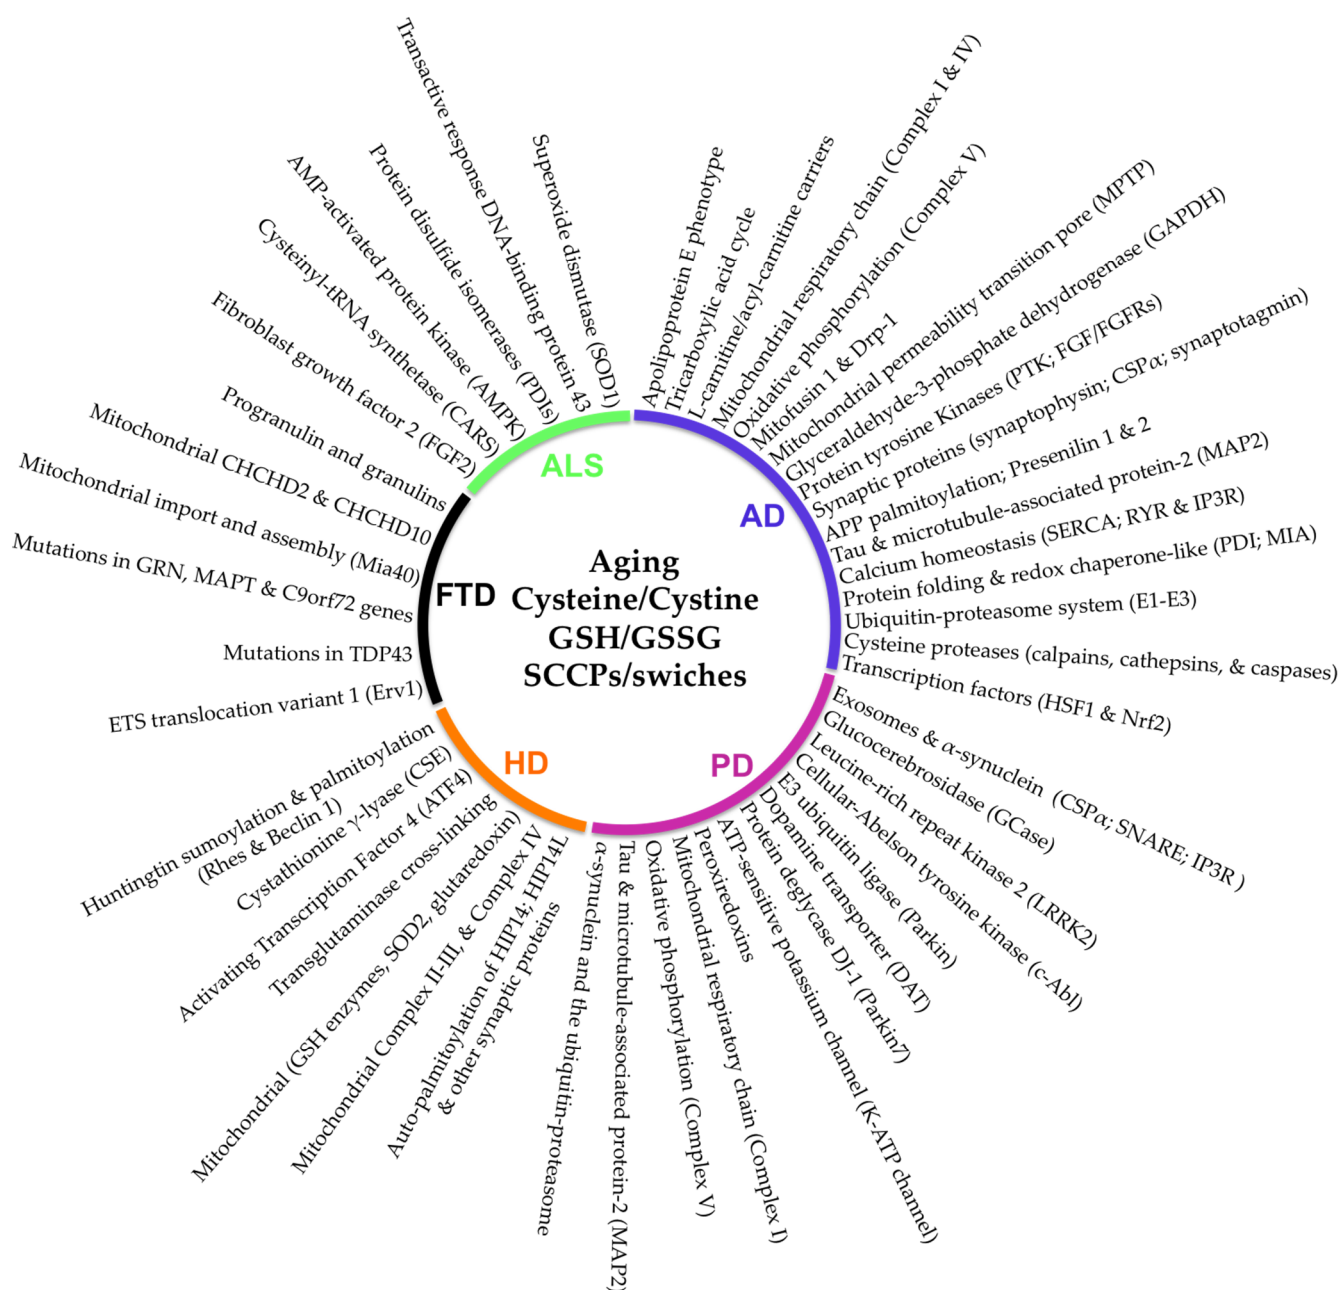 Aging
Cysteine/Cystine
GSH/GSSG
SCCPs/swiches
AD
Apolipoprotein E phenotype
Tricarboxylic acid cycle
L-carnitine/acyl-carnitine carriers
Mitochondrial respiratory chain (Complex I & IV)
Oxidative phosphorylation (Complex V)
Mitofusin 1 & Drp-1
Mitochondrial permeability transition pore (MPTP)
Glyceraldehyde-3-phosphate dehydrogenase (GAPDH)
Protein tyrosine Kinases (PTK; FGF/FGFRs)
Synaptic proteins (synaptophysin; CSPα; synaptotagmin)
APP palmitoylation; Presenilin 1 & 2
Tau & microtubule-associated protein-2 (MAP2)
Calcium homeostasis (SERCA; RYR & IP3R)
Protein folding & redox chaperone-like (PDI; MIA)
Ubiquitin-proteasome system (E1-E3)
Cysteine proteases (calpains, cathepsins, & caspases)
Transcription factors (HSF1 & Nrf2)
PD
Exosomes & α-synuclein (CSPα; SNARE; IP3R )
Glucocerebrosidase (GCase)
Leucine-rich repeat kinase 2 (LRRK2)
Cellular-Abelson tyrosine kinase (c-Abl)
E3 ubiquitin ligase (Parkin)
Dopamine transporter (DAT)
Protein deglycase DJ-1 (Parkin7)
ATP-sensitive potassium channel (K-ATP channel)
Peroxiredoxins
Mitochondrial respiratory chain (Complex I)
Oxidative phosphorylation (Complex V)
Tau & microtubule-associated protein-2 (MAP2)
α-synuclein and the ubiquitin-proteasome
HD
Auto-palmitoylation of HIP14; HIP14L
& other synaptic proteins
Mitochondrial Complex II-III, & Complex IV
Mitochondrial (GSH enzymes, SOD2, glutaredoxin)
Transglutaminase cross-linking
Activating Transcription Factor 4 (ATF4)
Cystathionine γ-lyase (CSE)
Huntingtin sumoylation & palmitoylation
(Rhes & Beclin 1)
FTD
ETS translocation variant 1 (Erv1)
Mutations in TDP43
Mutations in GRN, MAPT & C9orf72 genes
Mitochondrial import and assembly (Mia40)
Mitochondrial CHCHD2 & CHCHD10
Progranulin and granulins
ALS
Fibroblast growth factor 2 (FGF2)
Cysteinyl-tRNA synthetase (CARS)
AMP-activated protein kinase (AMPK)
Protein disulfide isomerases (PDIs)
Transactive response DNA-binding protein 43
Superoxide dismutase (SOD1)